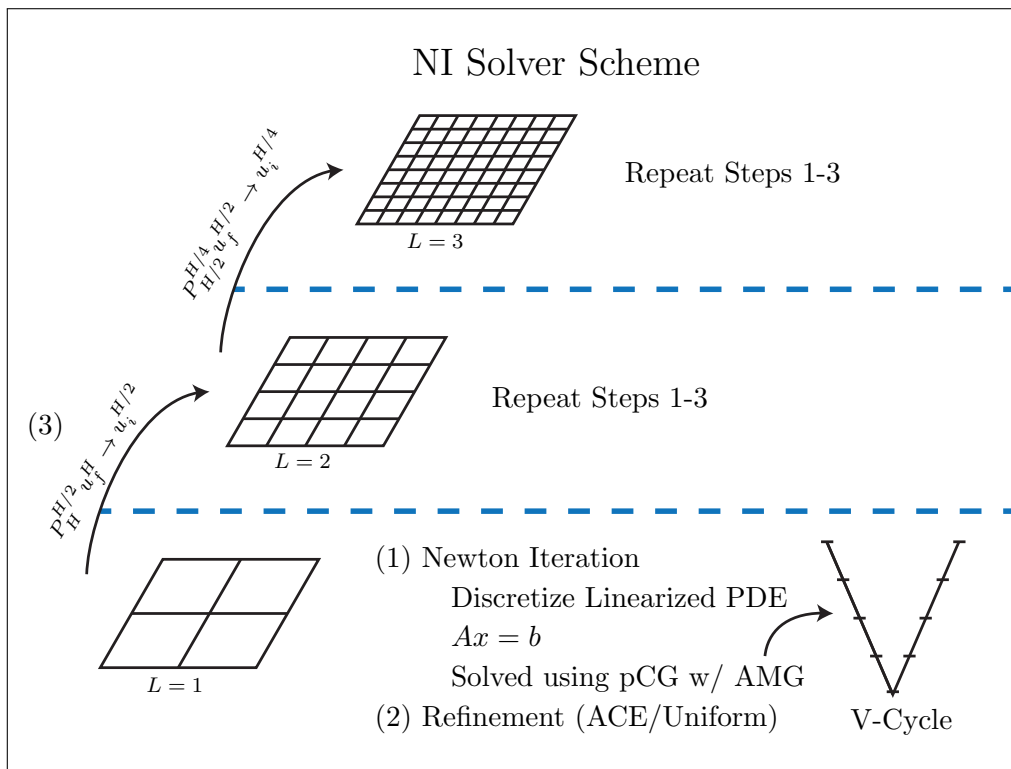 NI Solver Scheme
P_{H/2}^{H/4} u_f^{H/2} → u_i^{H/4}
Repeat Steps 1-3
L = 3
(3)
P_H^{H/2} u_f^H → u_i^{H/2}
Repeat Steps 1-3
L = 2
(1) Newton Iteration
Discretize Linearized PDE
Ax = b
Solved using pCG w/ AMG
(2) Refinement (ACE/Uniform)
L = 1
V-Cycle